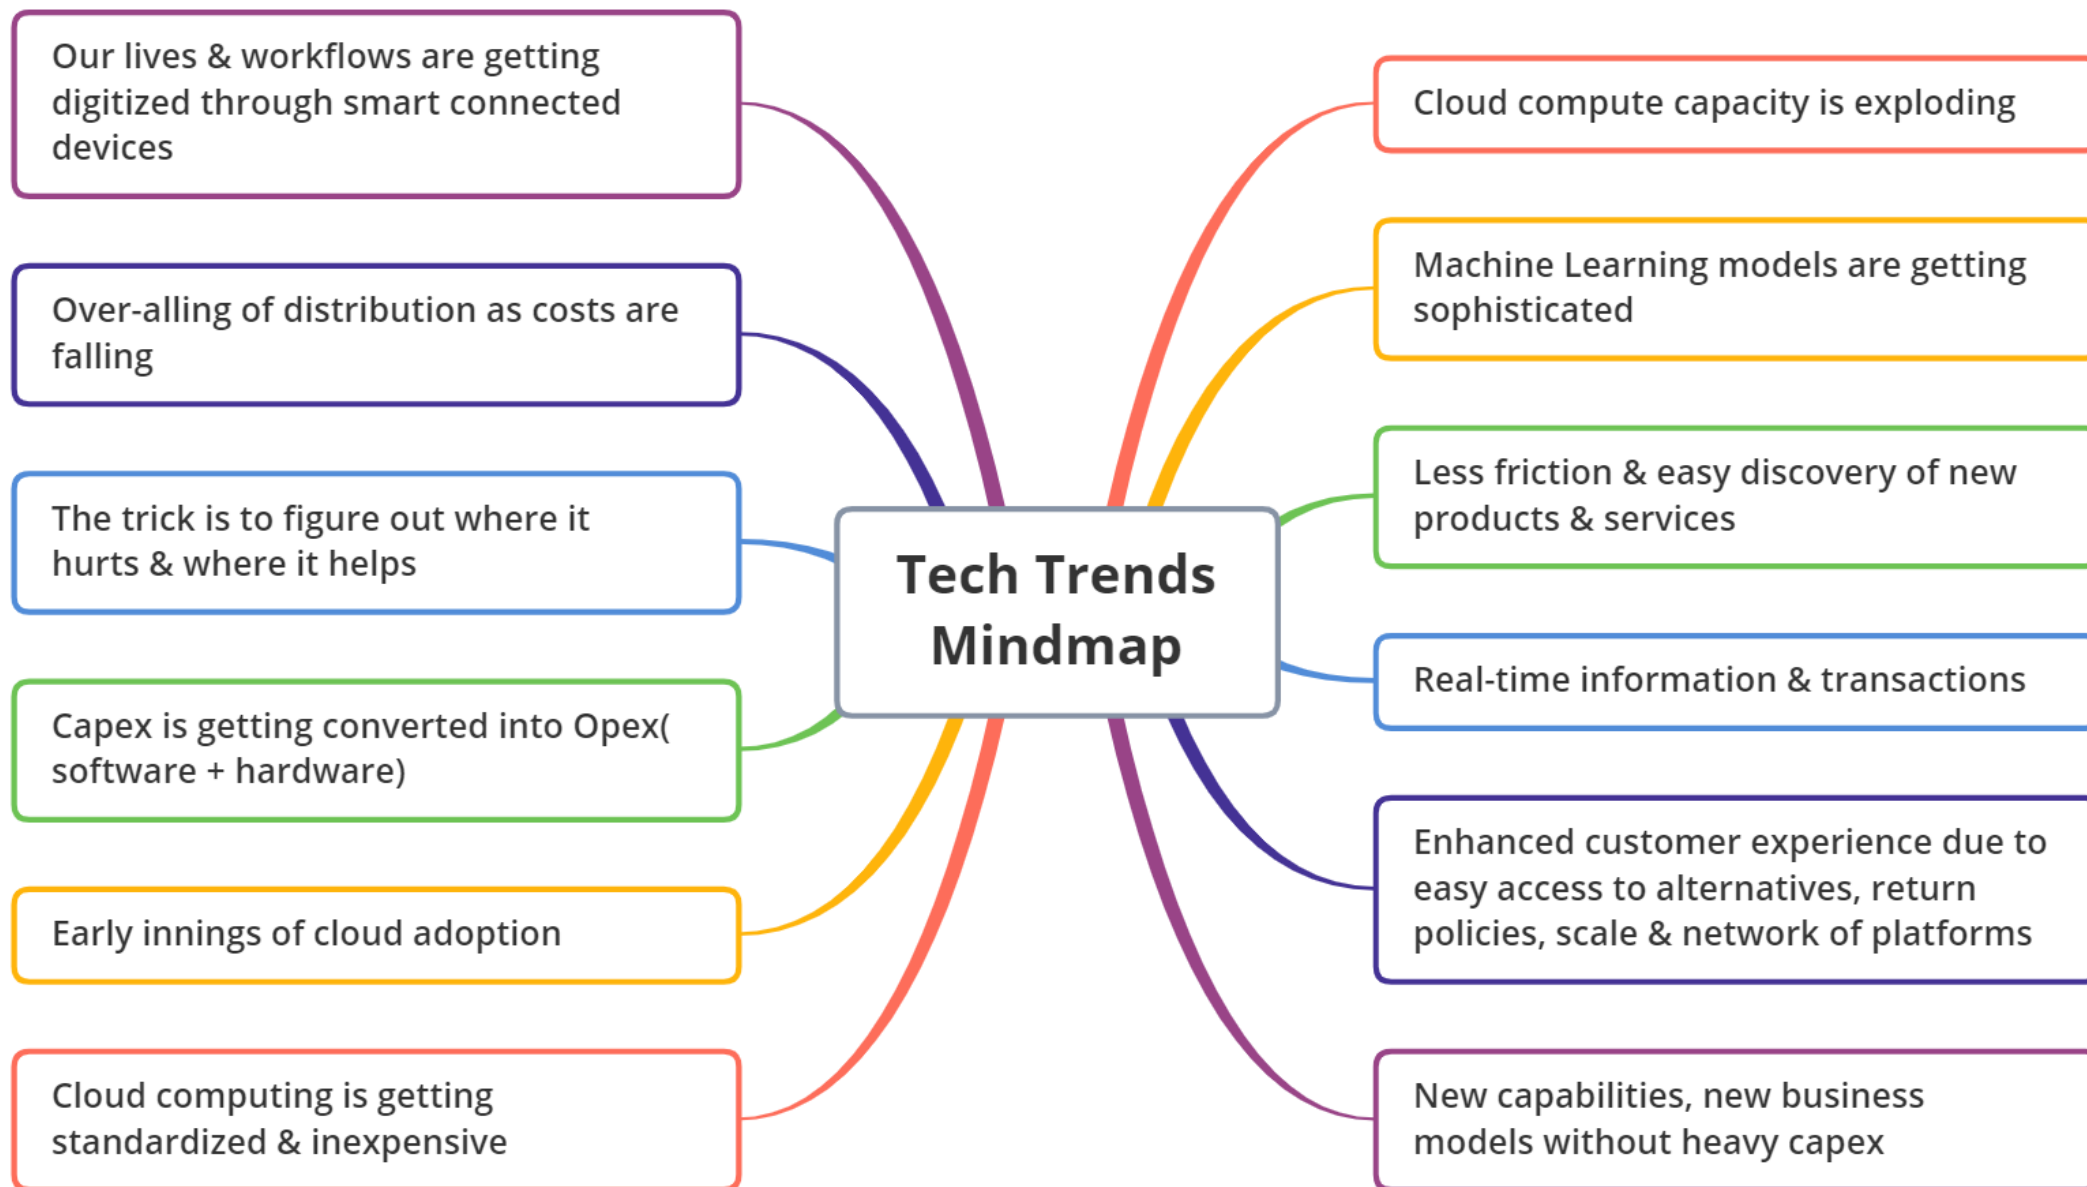 Our lives & workflows are getting
digitized through smart connected
devices
Over-alling of distribution as costs are
falling
The trick is to figure out where it
hurts & where it helps
Capex is getting converted into Opex(
software + hardware)
Early innings of cloud adoption
Cloud computing is getting
standardized & inexpensive
Tech Trends
Mindmap
Cloud compute capacity is exploding
Machine Learning models are getting
sophisticated
Less friction & easy discovery of new
products & services
Real-time information & transactions
Enhanced customer experience due to
easy access to alternatives, return
policies, scale & network of platforms
New capabilities, new business
models without heavy capex